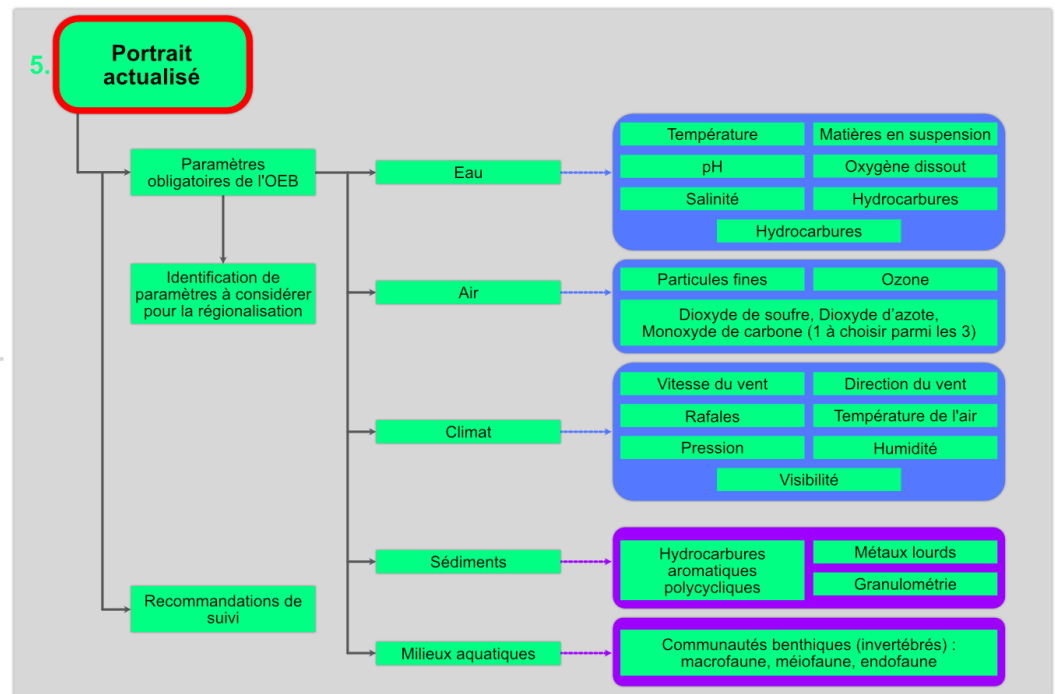 5.
Portrait
actualisé
Paramètres
obligatoires de l'OEB
Identification de
paramètres à considérer
pour la régionalisation
Recommandations de
suivi
Eau
Température
Matières en suspension
pH
Oxygène dissout
Salinité
Hydrocarbures
Hydrocarbures
Air
Particules fines
Ozone
Dioxyde de soufre, Dioxyde d’azote,
Monoxyde de carbone (1 à choisir parmi les 3)
Climat
Vitesse du vent
Direction du vent
Rafales
Température de l'air
Pression
Humidité
Visibilité
Sédiments
Hydrocarbures
aromatiques
polycycliques
Métaux lourds
Granulométrie
Milieux aquatiques
Communautés benthiques (invertébrés) :
macrofaune, méiofaune, endofaune